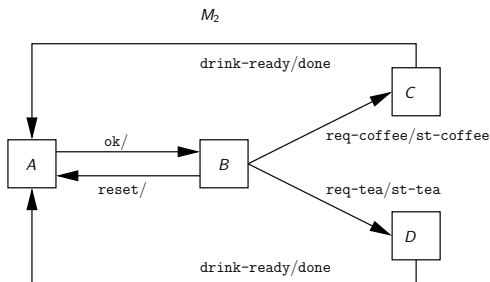 M2
drink-ready/done
C
ok/
req-coffee/st-coffee
A
B
reset/
req-tea/st-tea
D
drink-ready/done